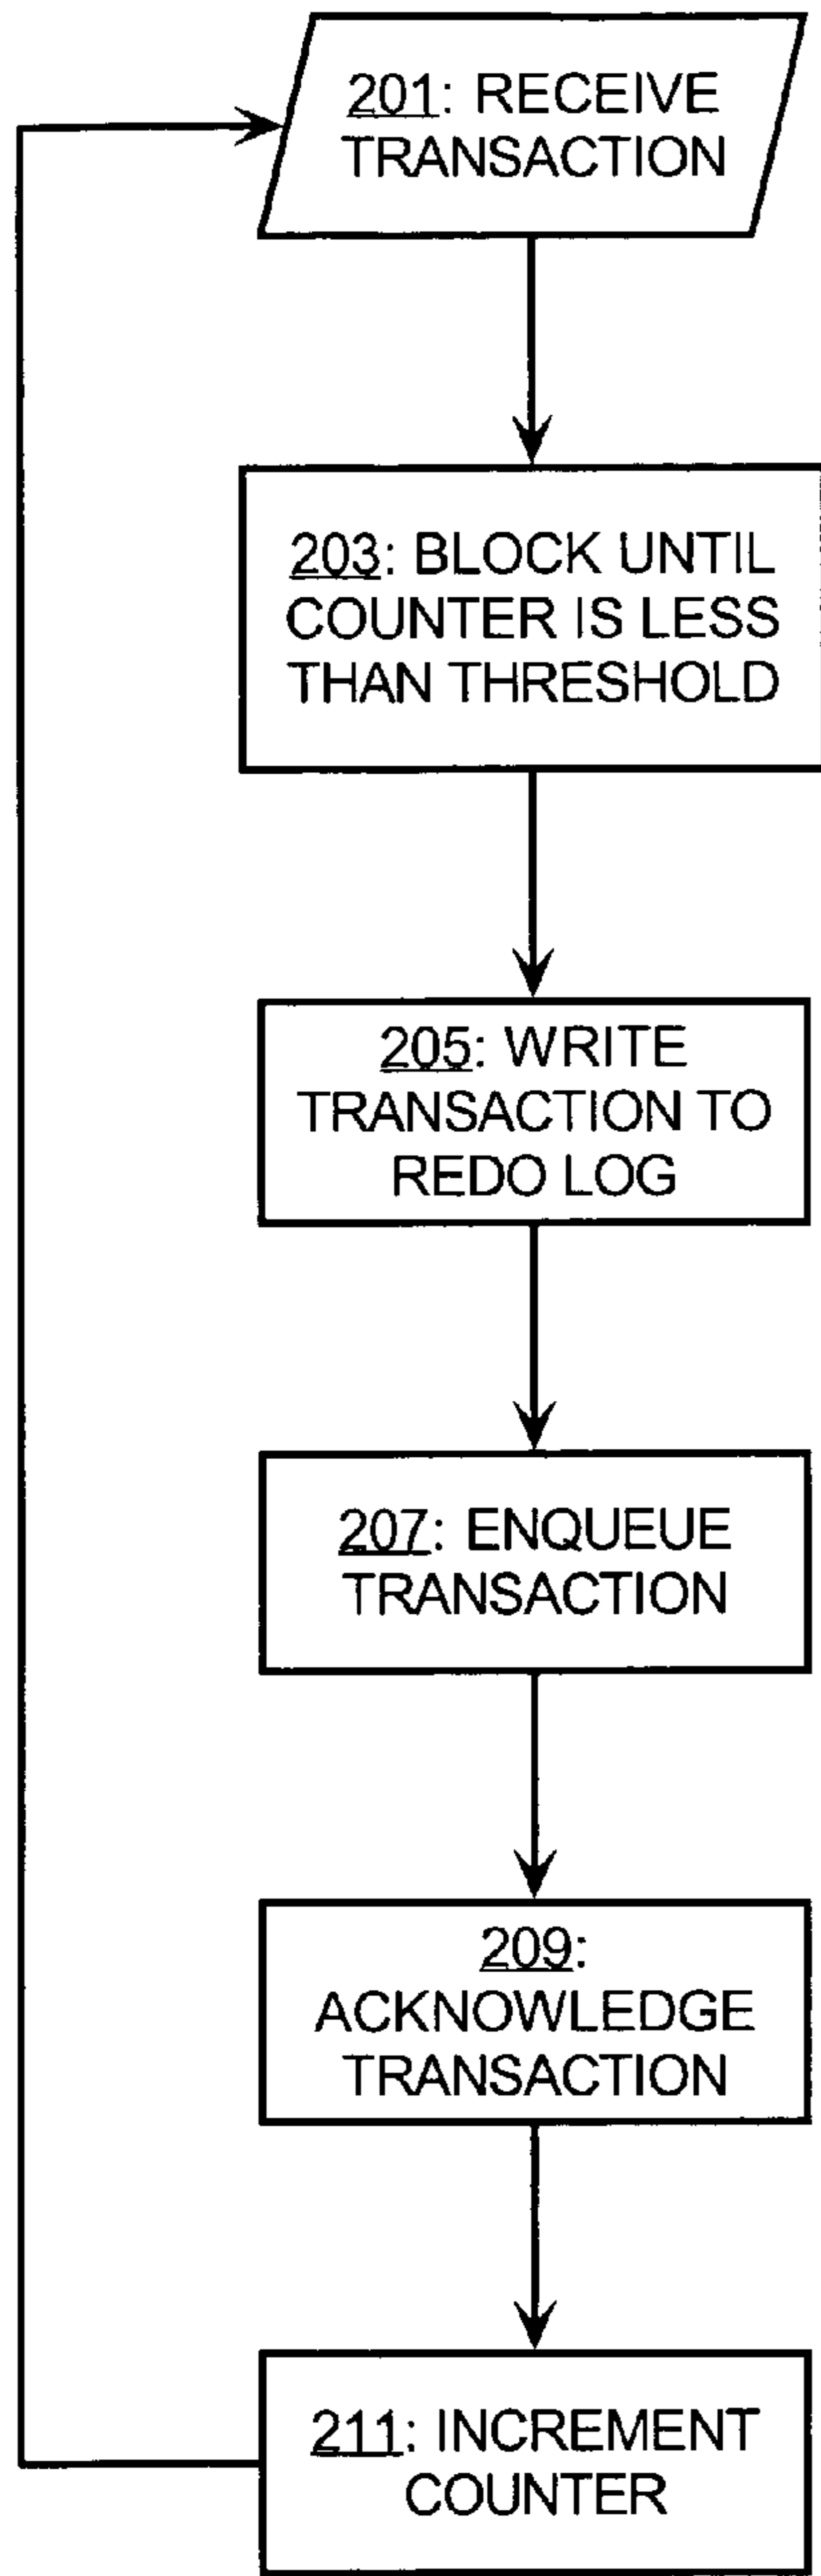 201: RECEIVE
TRANSACTION
203: BLOCK UNTIL
COUNTER IS LESS
THAN THRESHOLD
205: WRITE
TRANSACTION TO
REDO LOG
207: ENQUEUE
TRANSACTION
209:
ACKNOWLEDGE
TRANSACTION
211: INCREMENT
COUNTER